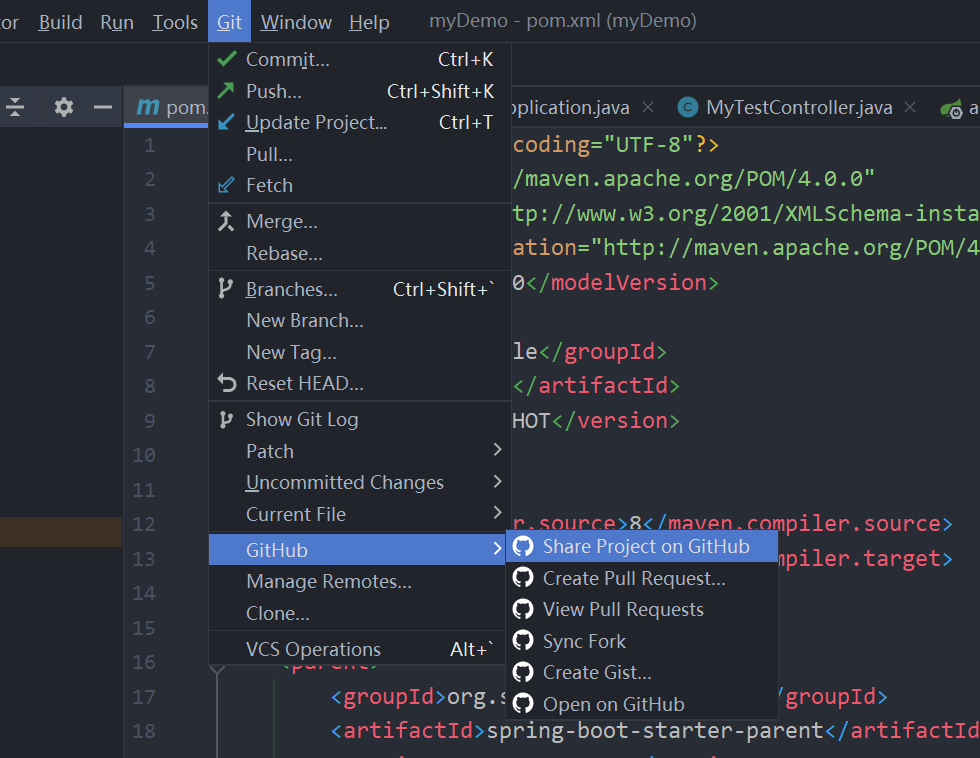 or Build Run Tools Git Window Help myDemo - pom.xml (myDemo)
m pom. pplication.java × MyTestController.java × a
Commit... Ctrl+K
Push... Ctrl+Shift+K
Update Project... Ctrl+T
Pull...
Fetch
Merge...
Rebase...
Branches... Ctrl+Shift+`
New Branch...
New Tag...
Reset HEAD...
Show Git Log
Patch
Uncommitted Changes
Current File
GitHub
Manage Remotes...
Clone...
VCS Operations Alt+`
Share Project on GitHub
Create Pull Request...
View Pull Requests
Sync Fork
Create Gist...
Open on GitHub
1 coding="UTF-8"?>
2 /maven.apache.org/POM/4.0.0"
3 tp://www.w3.org/2001/XMLSchema-insta
4 ation="http://maven.apache.org/POM/4
5 0</modelVersion>
6
7 le</groupId>
8 </artifactId>
9 HOT</version>
10
11
12 r.source>8</maven.compiler.source>
13 mpiler.target>
14
15
16 <parent>
17 <groupId>org.s /groupId>
18 <artifactId>spring-boot-starter-parent</artifactId